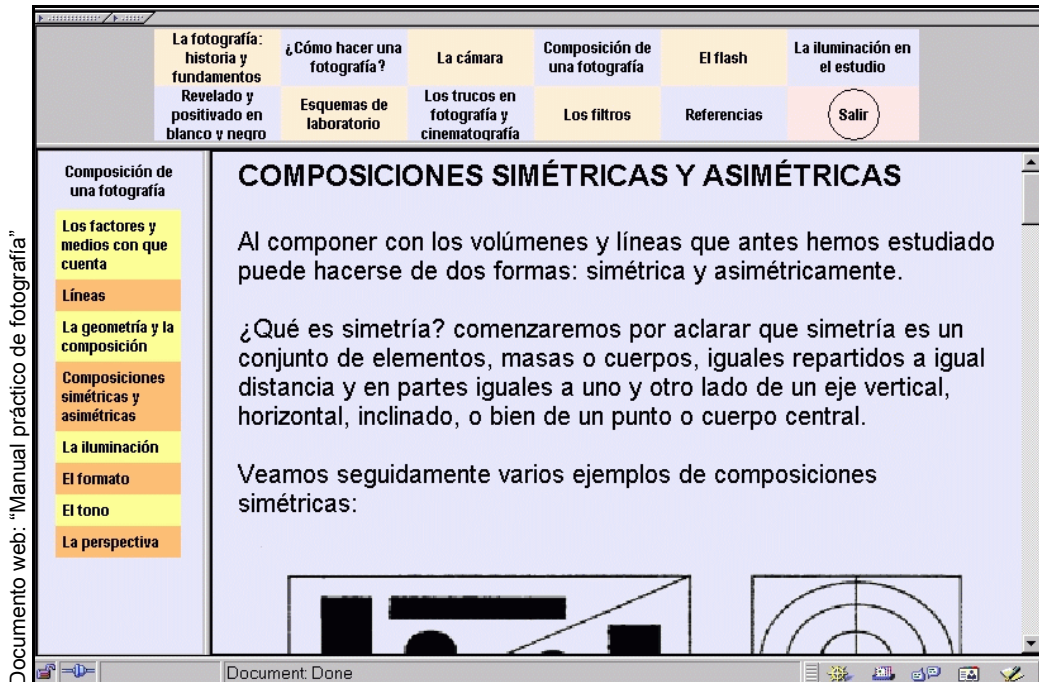 La fotografía:
historia y
fundamentos
¿Cómo hacer una
fotografía?
La cámara
Composición de
una fotografía
El flash
La iluminación en
el estudio
Revelado y
positivado en
blanco y negro
Esquemas de
laboratorio
Los trucos en
fotografía y
cinematografía
Los filtros
Referencias
Salir
Documento web: “Manual práctico de fotografía”
Composición de
una fotografía
Los factores y
medios con que
cuenta
Líneas
La geometría y la
composición
Composiciones
simétricas y
asimétricas
La iluminación
El formato
El tono
La perspectiva
COMPOSICIONES SIMÉTRICAS Y ASIMÉTRICAS
Al componer con los volúmenes y líneas que antes hemos estudiado
puede hacerse de dos formas: simétrica y asimétricamente.
¿Qué es simetría? comenzaremos por aclarar que simetría es un
conjunto de elementos, masas o cuerpos, iguales repartidos a igual
distancia y en partes iguales a uno y otro lado de un eje vertical,
horizontal, inclinado, o bien de un punto o cuerpo central.
Veamos seguidamente varios ejemplos de composiciones
simétricas:
Document: Done